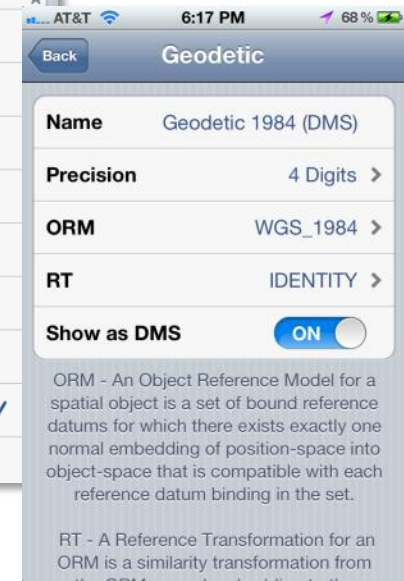 AT&T 6:17 PM 68 %
Back Geodetic
Name Geodetic 1984 (DMS)
Precision 4 Digits
ORM WGS_1984
RT IDENTITY
Show as DMS ON
ORM - An Object Reference Model for a
spatial object is a set of bound reference
datums for which there exists exactly one
normal embedding of position-space into
object-space that is compatible with each
reference datum binding in the set.
RT - A Reference Transformation for an
ORM is a similarity transformation from